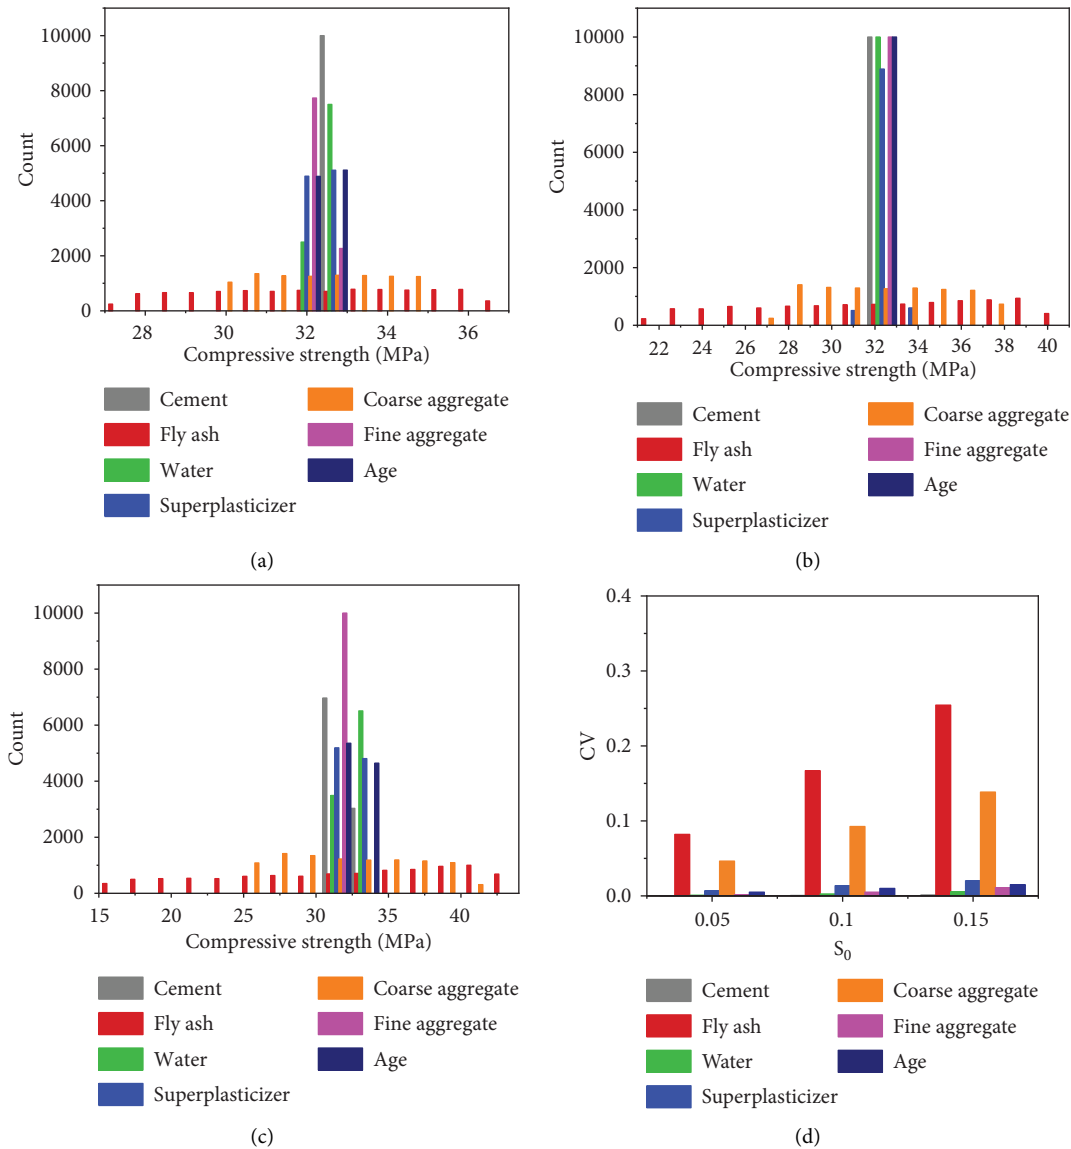 10000
8000
6000
4000
2000
0
Count
28 30 32 34 36
Compressive strength (MPa)
Cement
Fly ash
Water
Superplasticizer
Coarse aggregate
Fine aggregate
Age
(a)
10000
8000
6000
4000
2000
0
Count
22 24 26 28 30 32 34 36 38 40
Compressive strength (MPa)
Cement
Fly ash
Water
Superplasticizer
Coarse aggregate
Fine aggregate
Age
(b)
10000
8000
6000
4000
2000
0
Count
15 20 25 30 35 40
Compressive strength (MPa)
Cement
Fly ash
Water
Superplasticizer
Coarse aggregate
Fine aggregate
Age
(c)
0.4
0.3
0.2
0.1
0.0
CV
0.05 0.1 0.15
S₀
Cement
Fly ash
Water
Superplasticizer
Coarse aggregate
Fine aggregate
Age
(d)